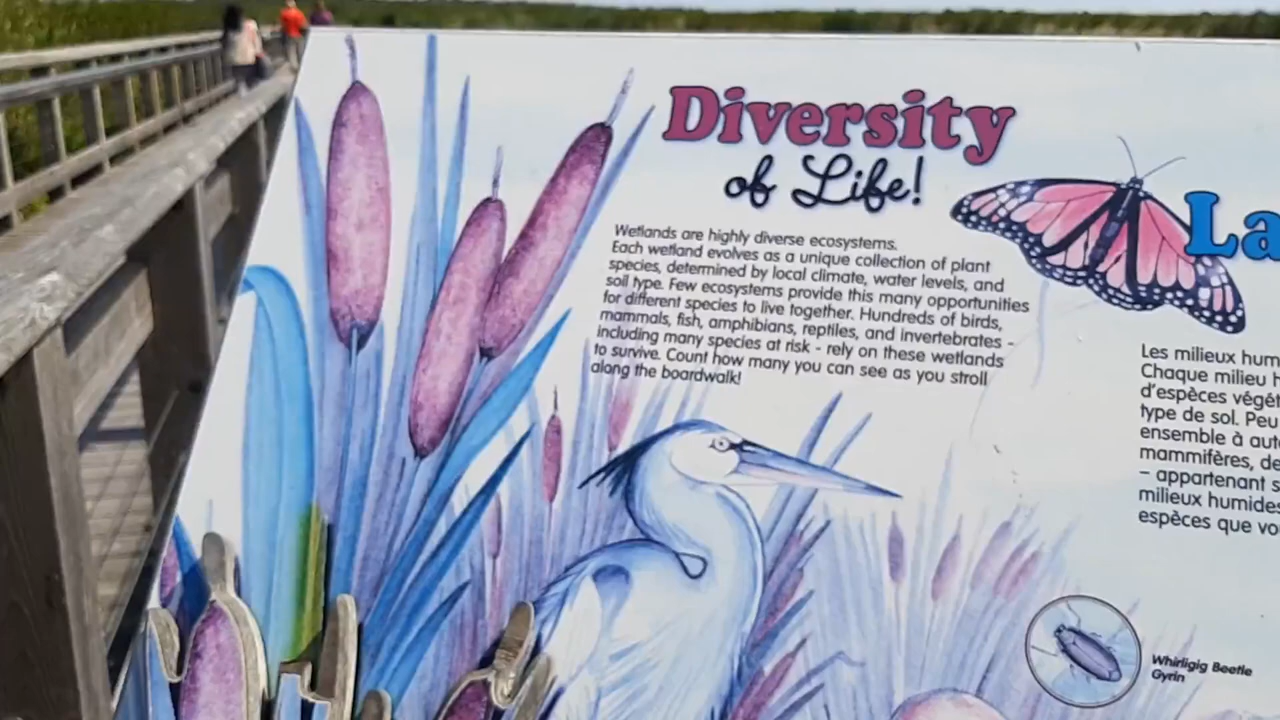 Diversity
of Life!
Wetlands are highly diverse ecosystems.
Each wetland evolves as a unique collection of plant
species, determined by local climate, water levels, and
soil type. Few ecosystems provide this many opportunities
for different species to live together. Hundreds of birds,
mammals, fish, amphibians, reptiles, and invertebrates -
including many species at risk - rely on these wetlands
to survive. Count how many you can see as you stroll
along the boardwalk!
La
Les milieux hum
Chaque milieu h
d'espèces végét
type de sol. Peu
ensemble à aut
mammifères, de
– appartenant s
milieux humides
espèces que vo
Whirligig Beetle
Gyrin